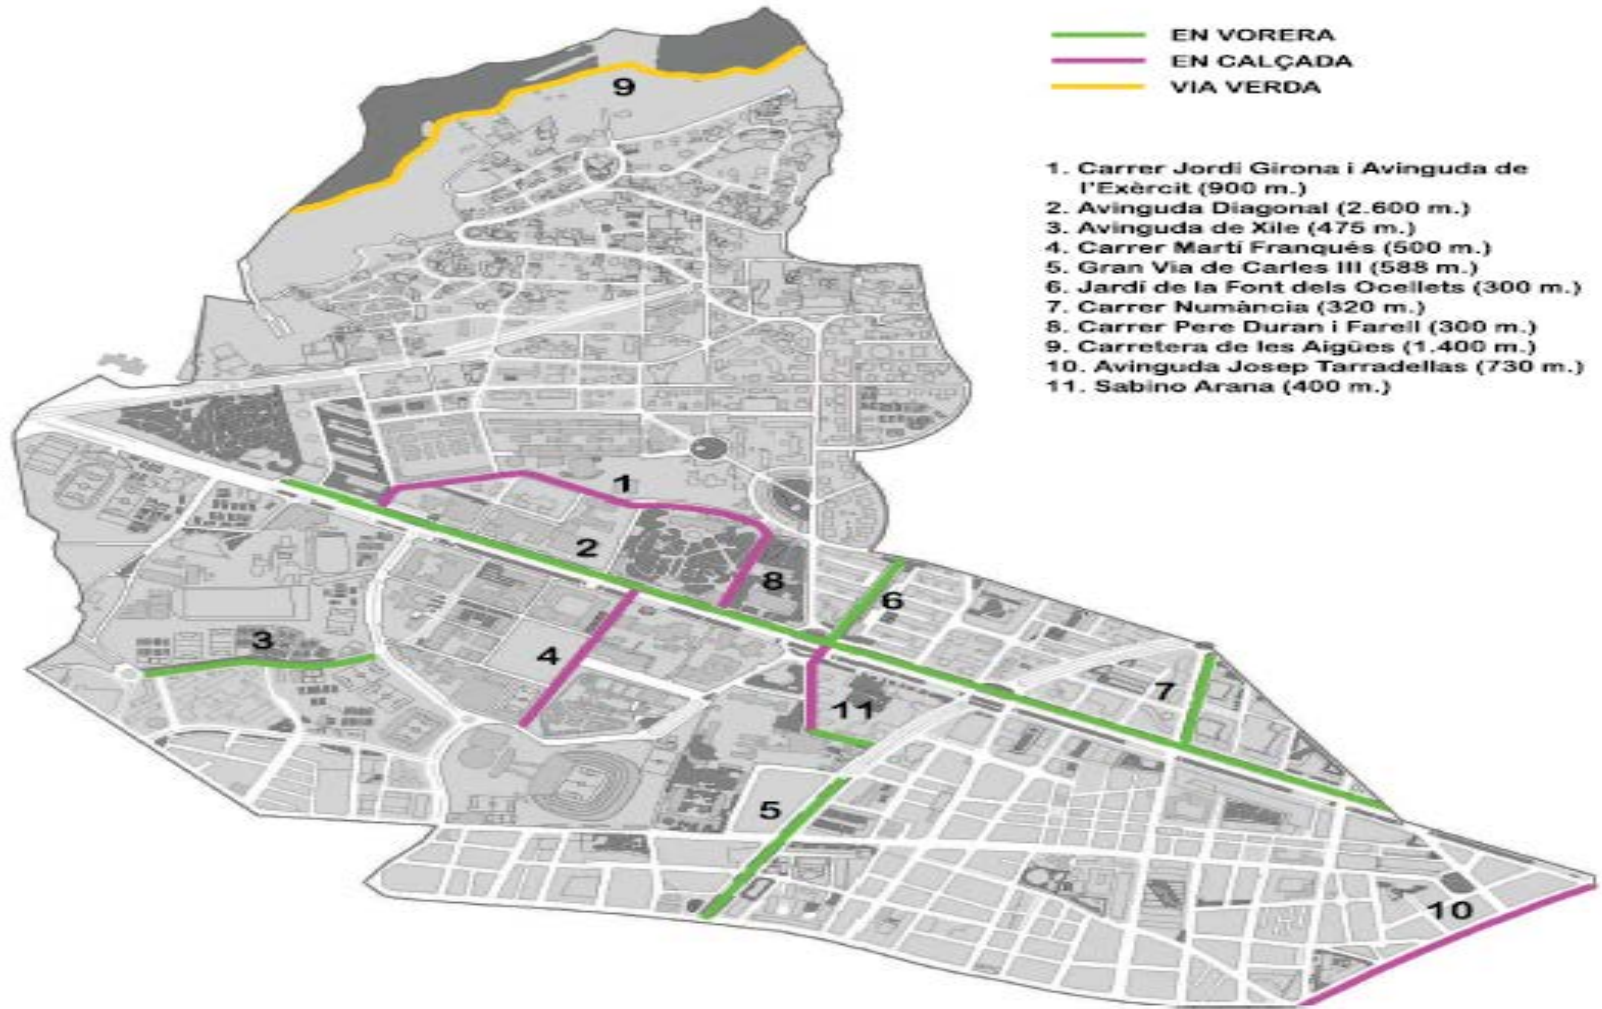 EN VORERA
EN CALÇADA
VIA VERDA
1. Carrer Jordi Girona i Avinguda de
l'Exèrcit (900 m.)
2. Avinguda Diagonal (2.600 m.)
3. Avinguda de Xile (475 m.)
4. Carrer Martí Franqués (500 m.)
5. Gran Via de Carles III (588 m.)
6. Jardí de la Font dels Ocellets (300 m.)
7. Carrer Numància (320 m.)
8. Carrer Pere Duran i Farell (300 m.)
9. Carretera de les Aigües (1.400 m.)
10. Avinguda Josep Tarradellas (730 m.)
11. Sabino Arana (400 m.)
9
1
2
8
6
3
4
7
11
5
10